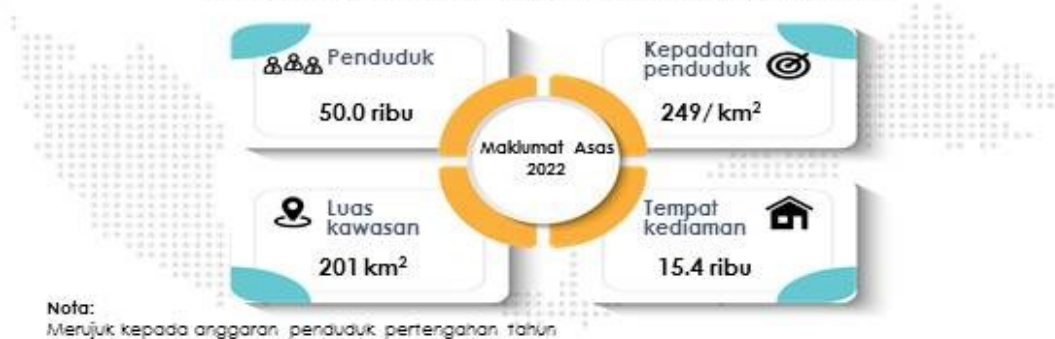 Penduduk
50.0 ribu
Kepadatan
penduduk
249/ km²
Maklumat Asas
2022
Luas
kawasan
201 km²
Tempat
kediaman
15.4 ribu
Nota:
Merujuk kepada anggaran penduduk pertengahan tahun